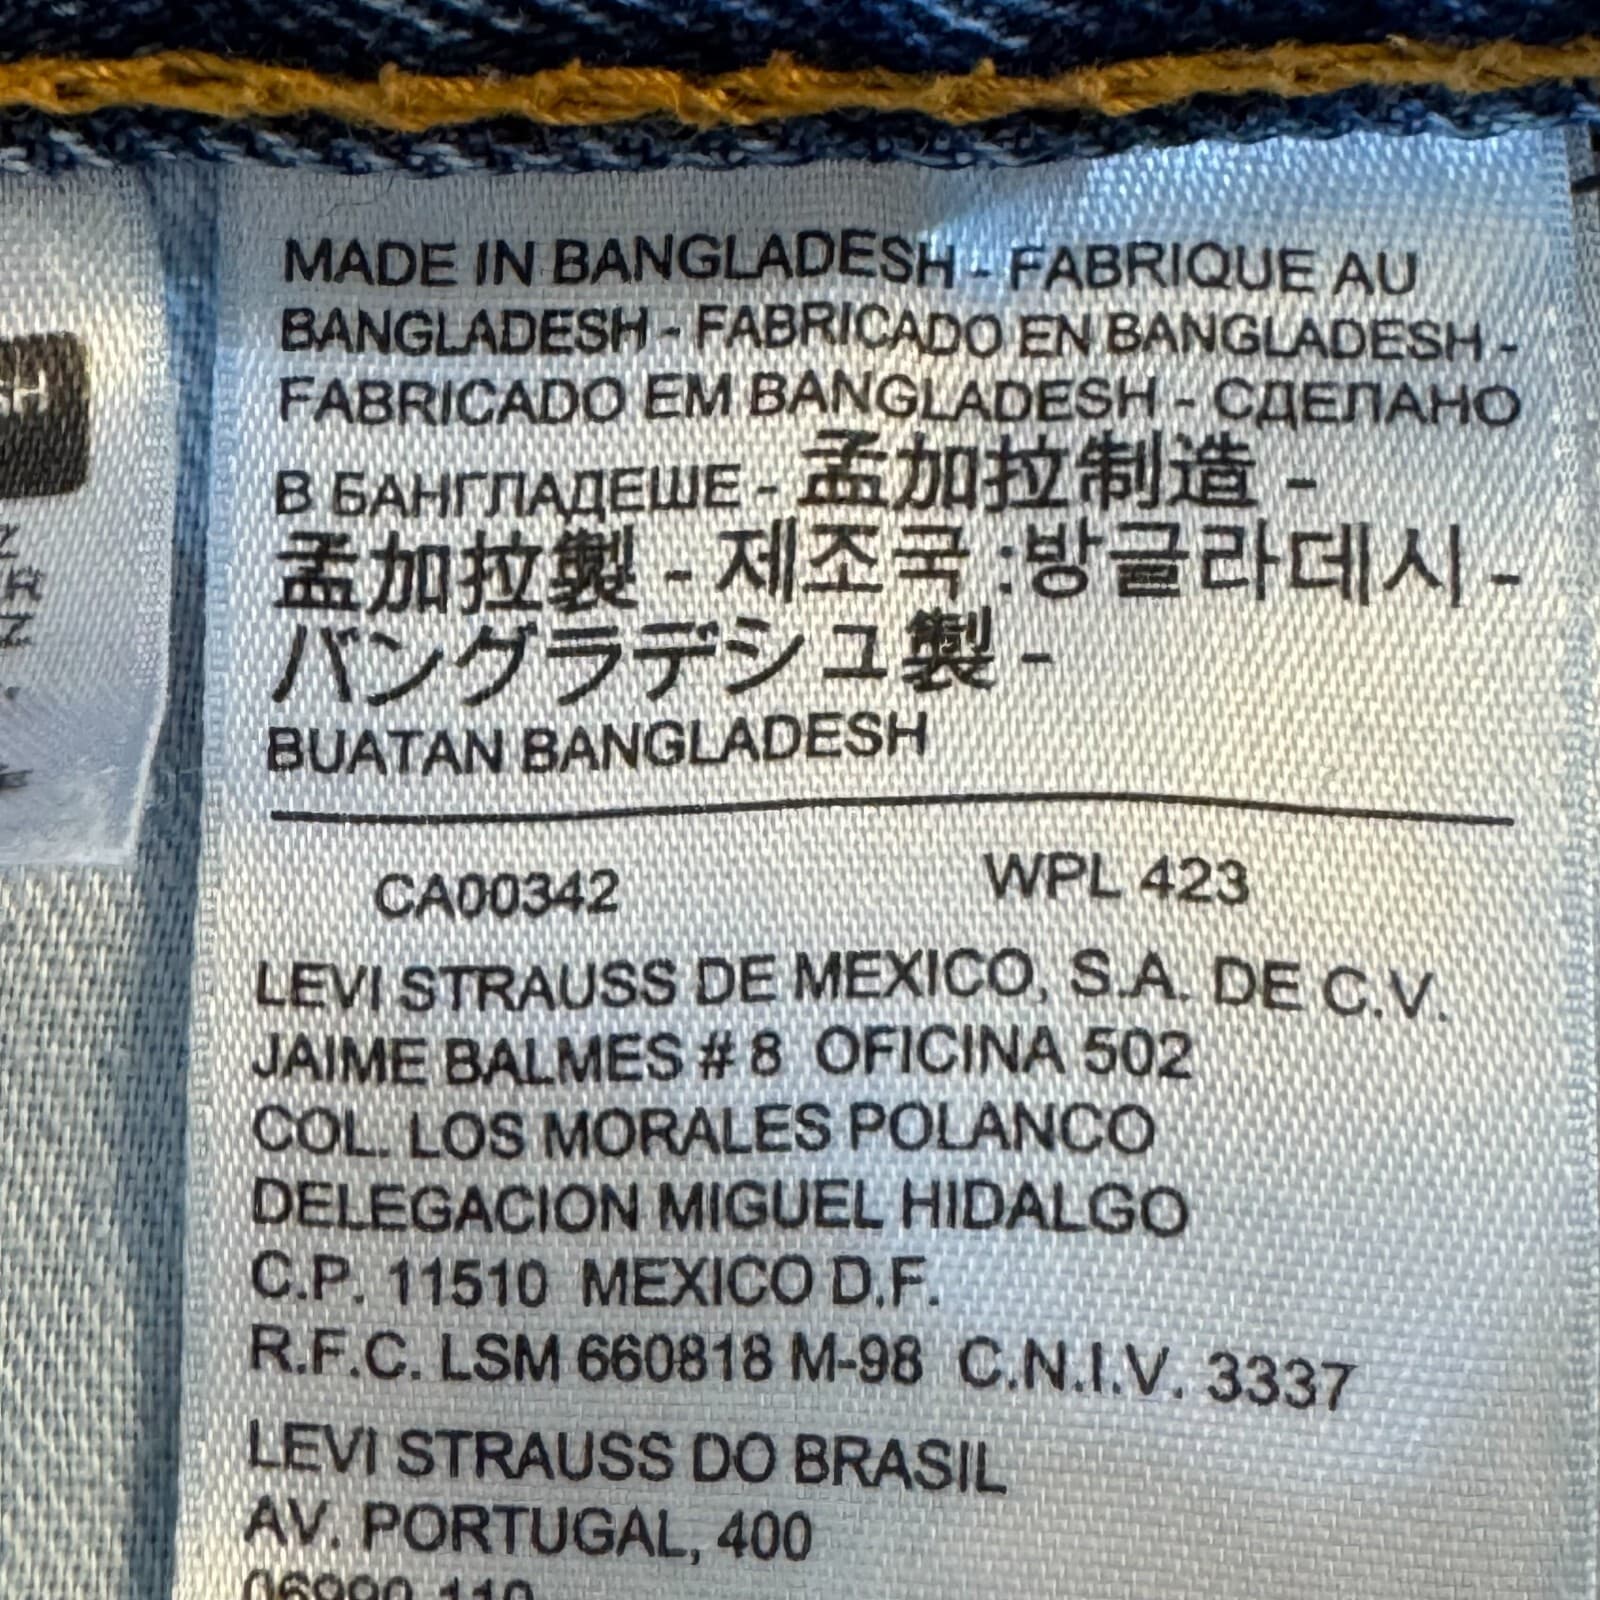 MADE IN BANGLADESH - FABRIQUE AU
BANGLADESH - FABRICADO EN BANGLADESH -
FABRICADO EM BANGLADESH - СДЕЛАНО
В БАНГЛАДЕШЕ - 孟加拉制造 -
孟加拉製 - 제조국 :방글라데시 -
バングラデシュ製 -
BUATAN BANGLADESH
CA00342 WPL 423
LEVI STRAUSS DE MEXICO, S.A. DE C.V.
JAIME BALMES # 8 OFICINA 502
COL. LOS MORALES POLANCO
DELEGACION MIGUEL HIDALGO
C.P. 11510 MEXICO D.F.
R.F.C. LSM 660818 M-98 C.N.I.V. 3337
LEVI STRAUSS DO BRASIL
AV. PORTUGAL, 400
06990 110